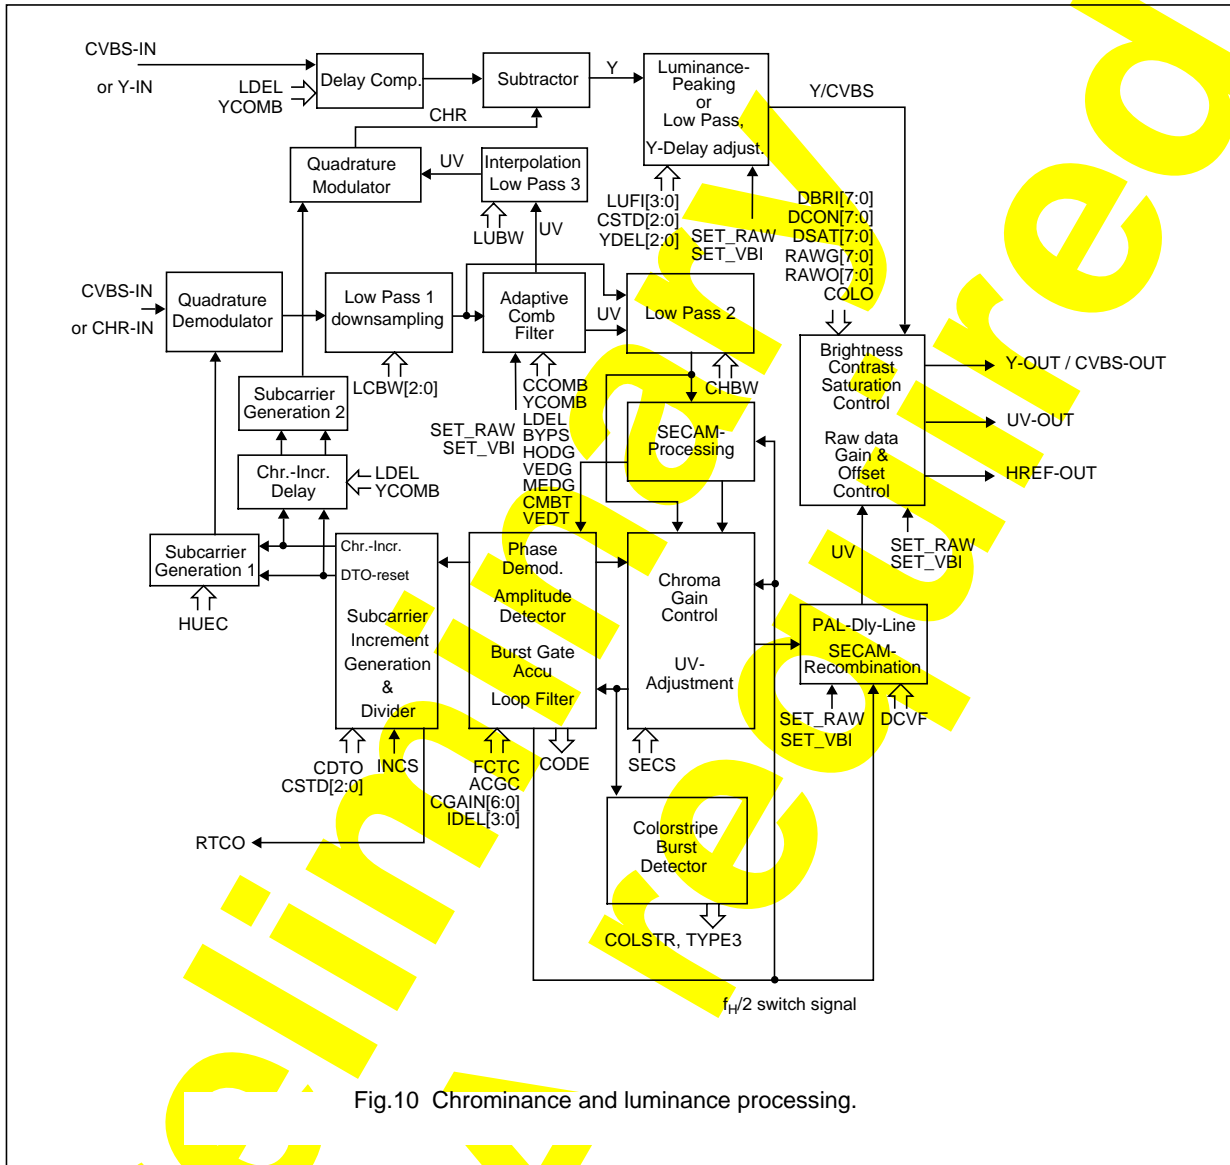 CVBS-IN
or Y-IN
LDEL
YCOMB
Delay Comp.
Subtractor
Y
Luminance-
Peaking
or
Low Pass,
Y-Delay adjust.
Y/CVBS
CHR
Quadrature
Modulator
UV
Interpolation
Low Pass 3
LUBW
UV
LUFI[3:0]
CSTD[2:0]
YDEL[2:0]
SET_RAW
SET_VBI
DBRI[7:0]
DCON[7:0]
DSAT[7:0]
RAWG[7:0]
RAWO[7:0]
COLO
CVBS-IN
or CHR-IN
Quadrature
Demodulator
Low Pass 1
downsampling
LCBW[2:0]
Adaptive
Comb
Filter
UV
Low Pass 2
CHBW
Brightness
Contrast
Saturation
Control
Raw data
Gain &
Offset
Control
Y-OUT / CVBS-OUT
UV-OUT
HREF-OUT
Subcarrier
Generation 2
SET_RAW
SET_VBI
CCOMB
YCOMB
LDEL
BYPS
HODG
VEDG
MEDG
CMBT
VEDT
SECAM-
Processing
Chr.-Incr.
Delay
LDEL
YCOMB
Subcarrier
Generation 1
HUEC
Chr.-Incr.
DTO-reset
Subcarrier
Increment
Generation
&
Divider
Phase
Demod.
Amplitude
Detector
Burst Gate
Accu
Loop Filter
Chroma
Gain
Control
UV-
Adjustment
UV
SET_RAW
SET_VBI
PAL-Dly-Line
SECAM-
Recombination
SET_RAW
SET_VBI
DCVF
CDTO
CSTD[2:0]
INCS
FCTC
ACGC
CGAIN[6:0]
IDEL[3:0]
CODE
SECS
RTCO
Colorstripe
Burst
Detector
COLSTR, TYPE3
fH/2 switch signal
Fig.10 Chrominance and luminance processing.